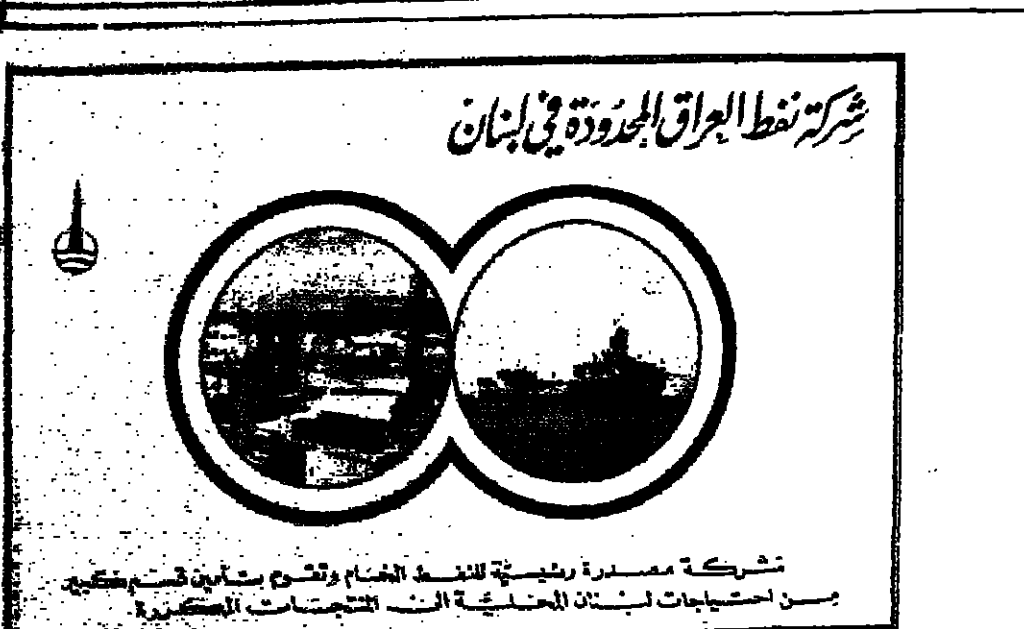 شركة نفط العراق المحدودة في لبنان
شركة مصدرة رئيسية للنفط الخام وتقوم بتأمين قسم كبير
من احتياجات لبنان المحلية الى المنتجات المكررة.